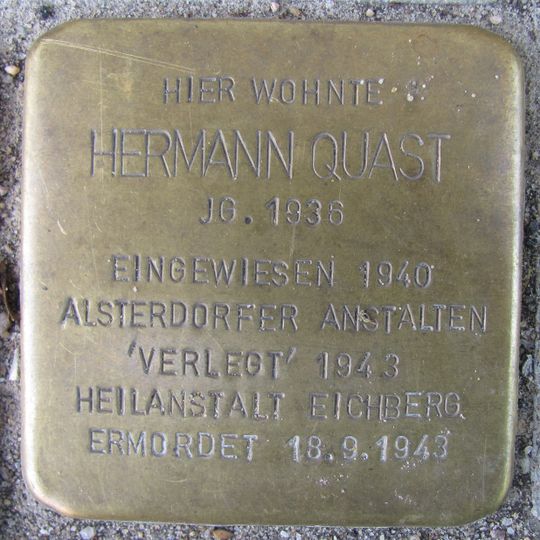 HIER WOHNTE
HERMANN QUAST
JG. 1936
EINGEWIESEN 1940
ALSTERDORFER ANSTALTEN
'VERLEGT' 1943
HEILANSTALT EICHBERG
ERMORDET 18.9.1943